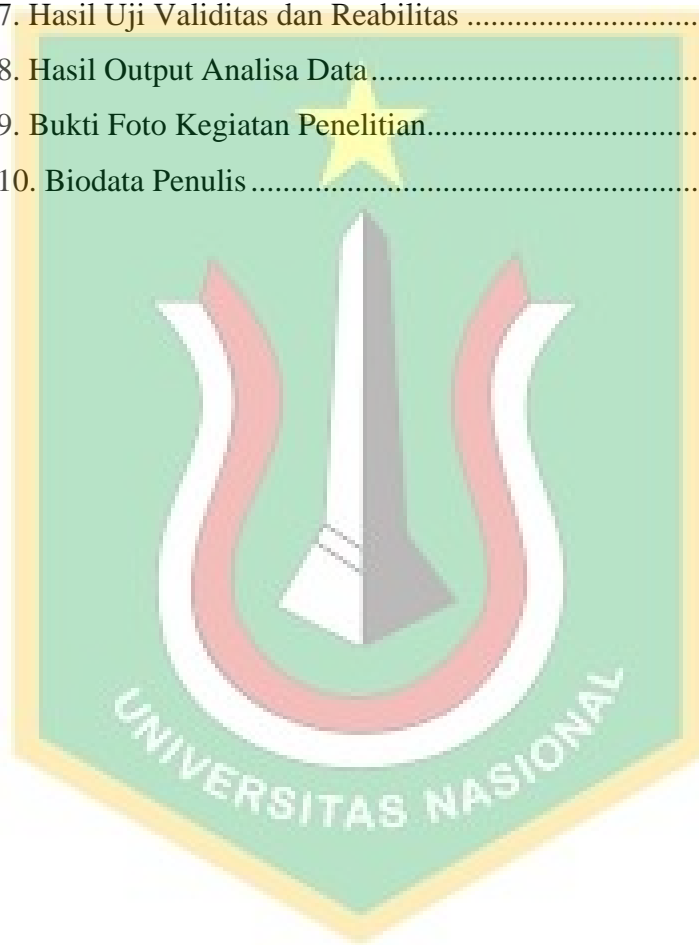 7. Hasil Uji Validitas dan Reabilitas ..............................
8. Hasil Output Analisa Data..........................................
9. Bukti Foto Kegiatan Penelitian...................................
10. Biodata Penulis.........................................................
UNIVERSITAS NASIONAL